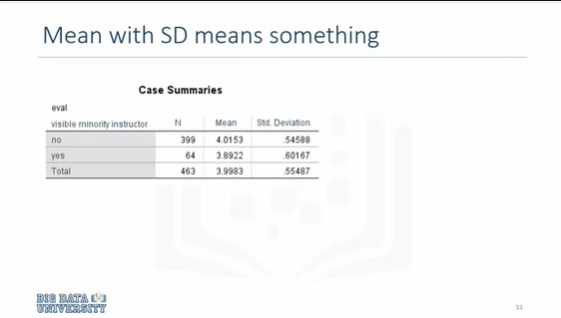 Mean with SD means something
Case Summaries
eval
visible minority instructor N Mean Std. Deviation
no 399 4.0153 .54588
yes 64 3.8922 .60167
Total 463 3.9983 .55487
BIG DATA
UNIVERSITY
33